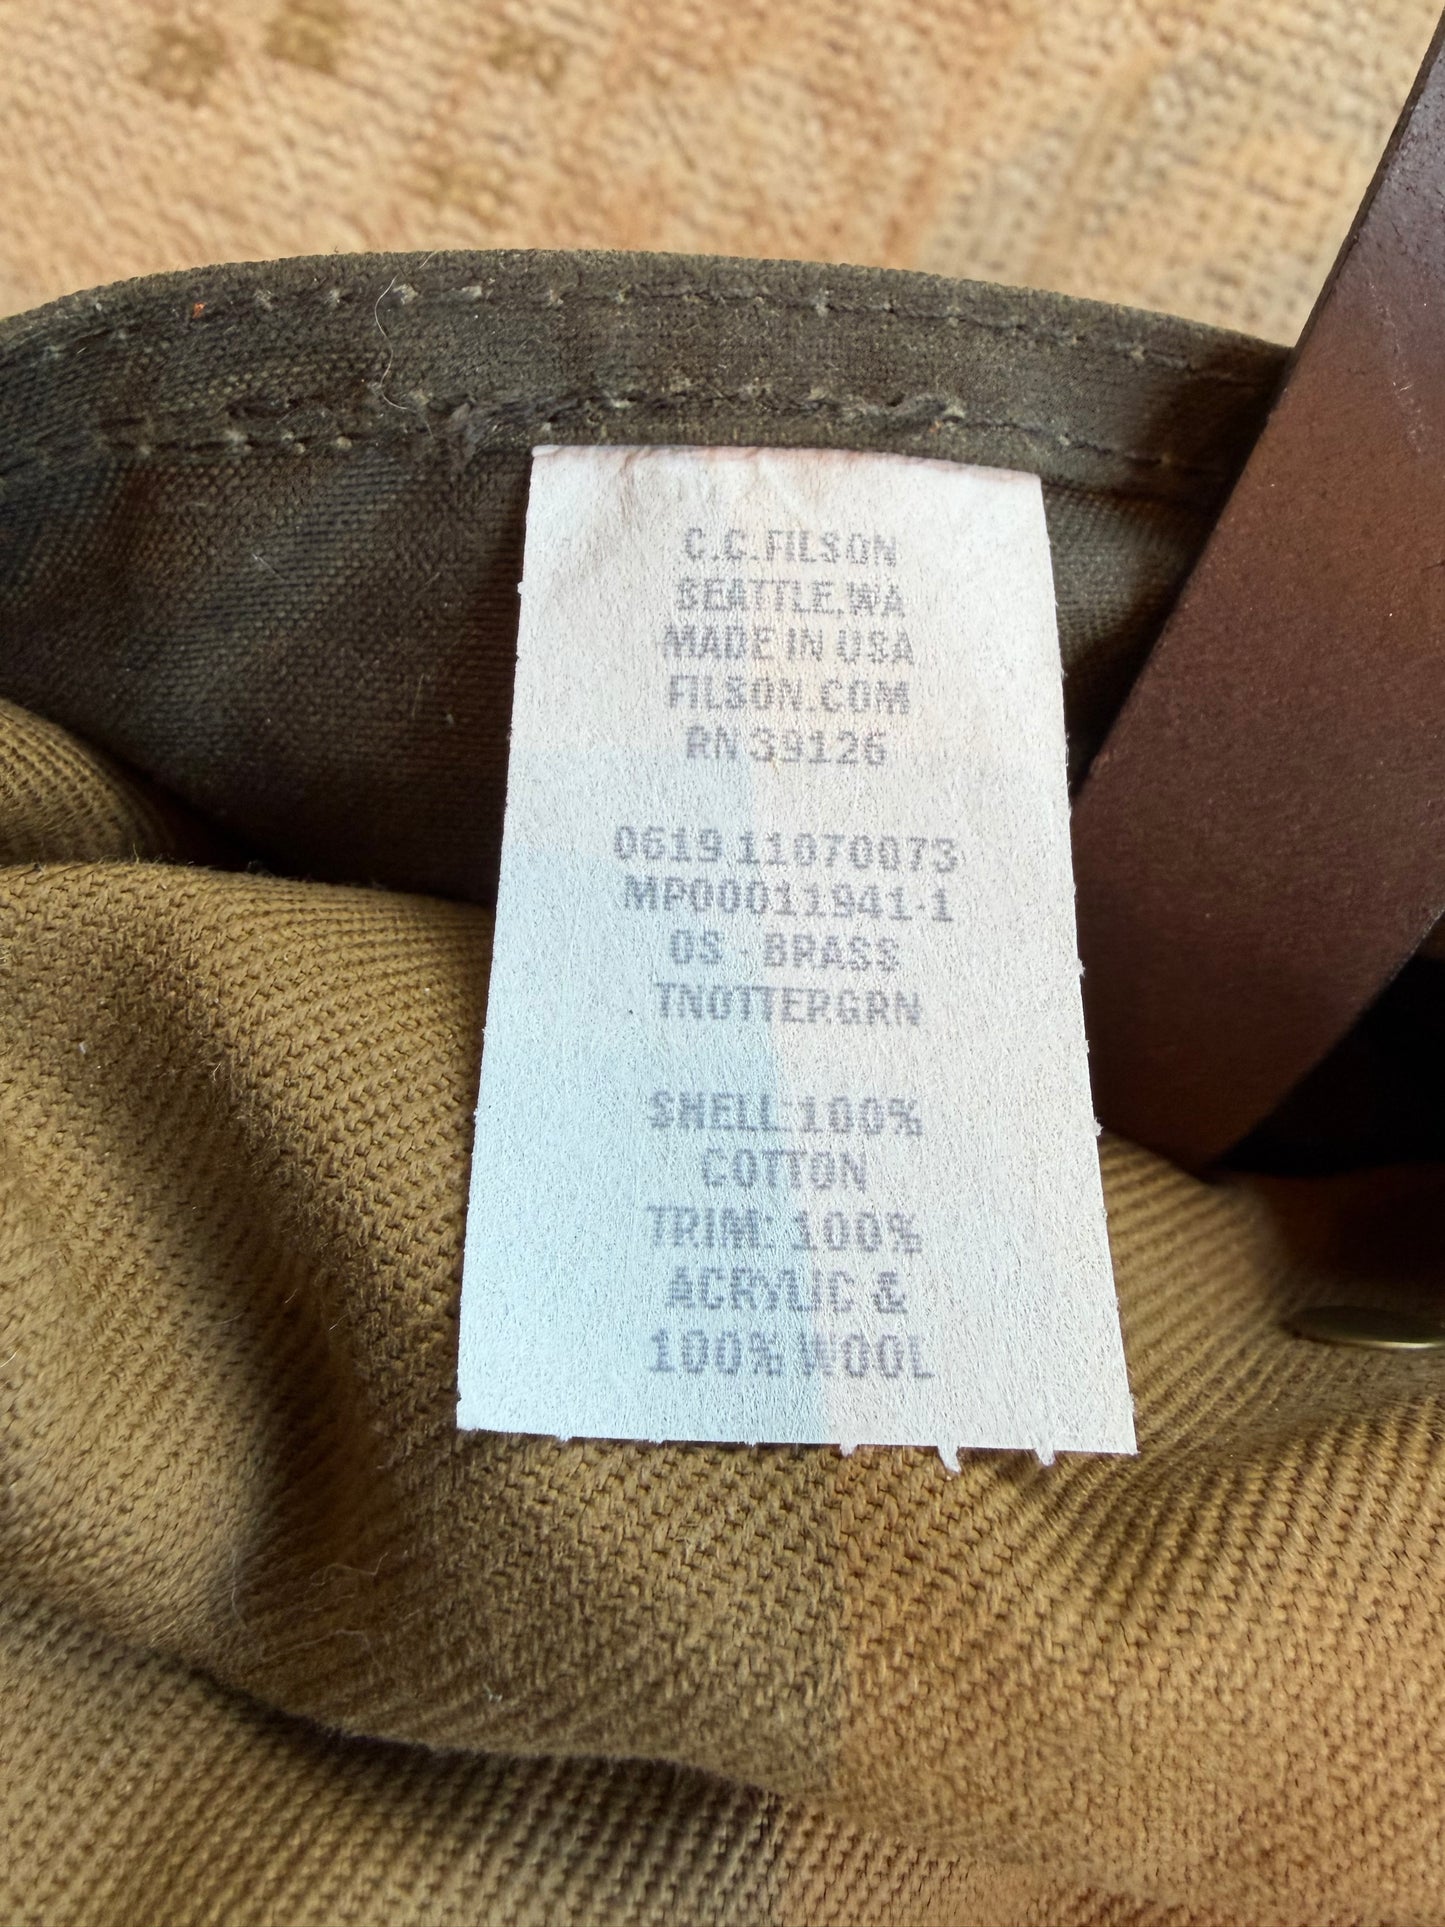 C.C.FILSON
SEATTLE,WA
MADE IN USA
FILSON.COM
RN 39126
0619 11070073
MP00011941-1
OS - BRASS
TNOTTERGRN
SHELL:100%
COTTON
TRIM: 100%
ACRYLIC &
100% WOOL